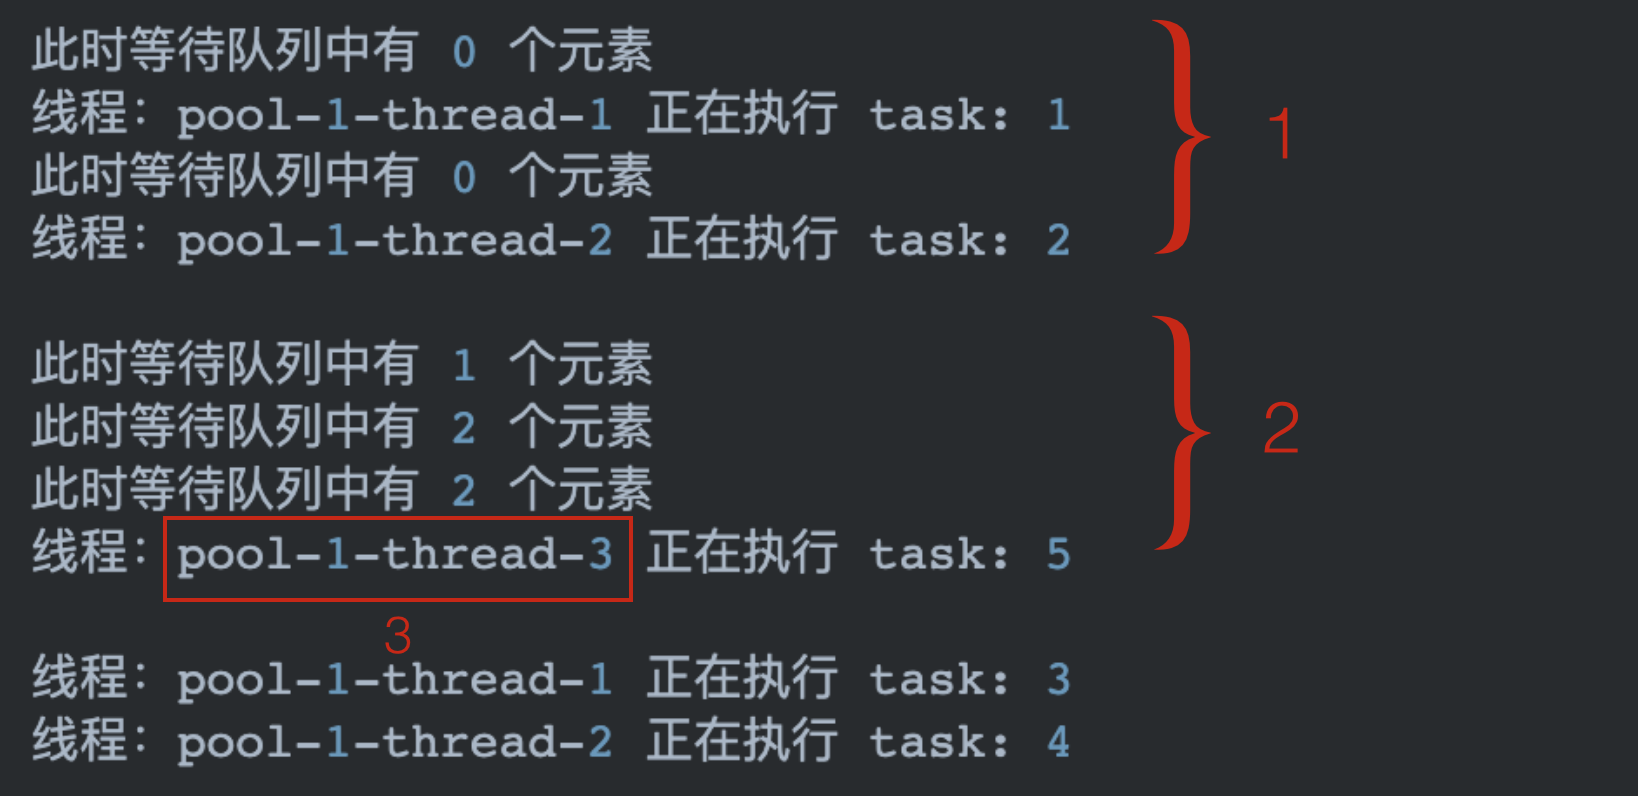 此时等待队列中有 0 个元素
线程：pool-1-thread-1 正在执行 task: 1
此时等待队列中有 0 个元素
线程：pool-1-thread-2 正在执行 task: 2
1
此时等待队列中有 1 个元素
此时等待队列中有 2 个元素
此时等待队列中有 2 个元素
线程：pool-1-thread-3 正在执行 task: 5
2
3
线程：pool-1-thread-1 正在执行 task: 3
线程：pool-1-thread-2 正在执行 task: 4